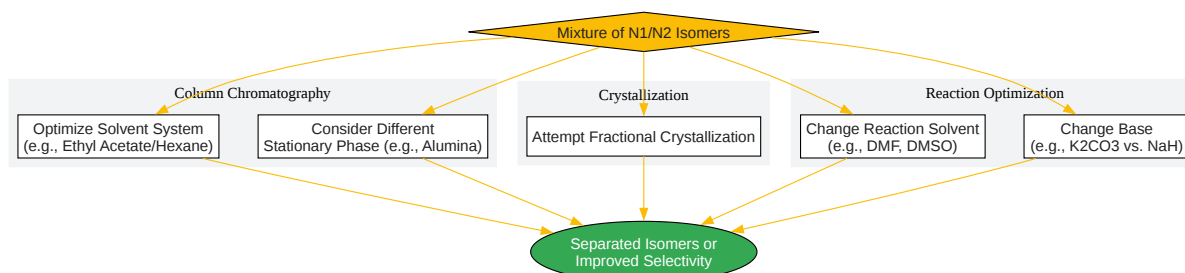 Mixture of N1/N2 Isomers
Column Chromatography
Crystallization
Reaction Optimization
Optimize Solvent System
(e.g., Ethyl Acetate/Hexane)
Consider Different
Stationary Phase (e.g., Alumina)
Attempt Fractional Crystallization
Change Reaction Solvent
(e.g., DMF, DMSO)
Change Base
(e.g., K2CO3 vs. NaH)
Separated Isomers or
Improved Selectivity